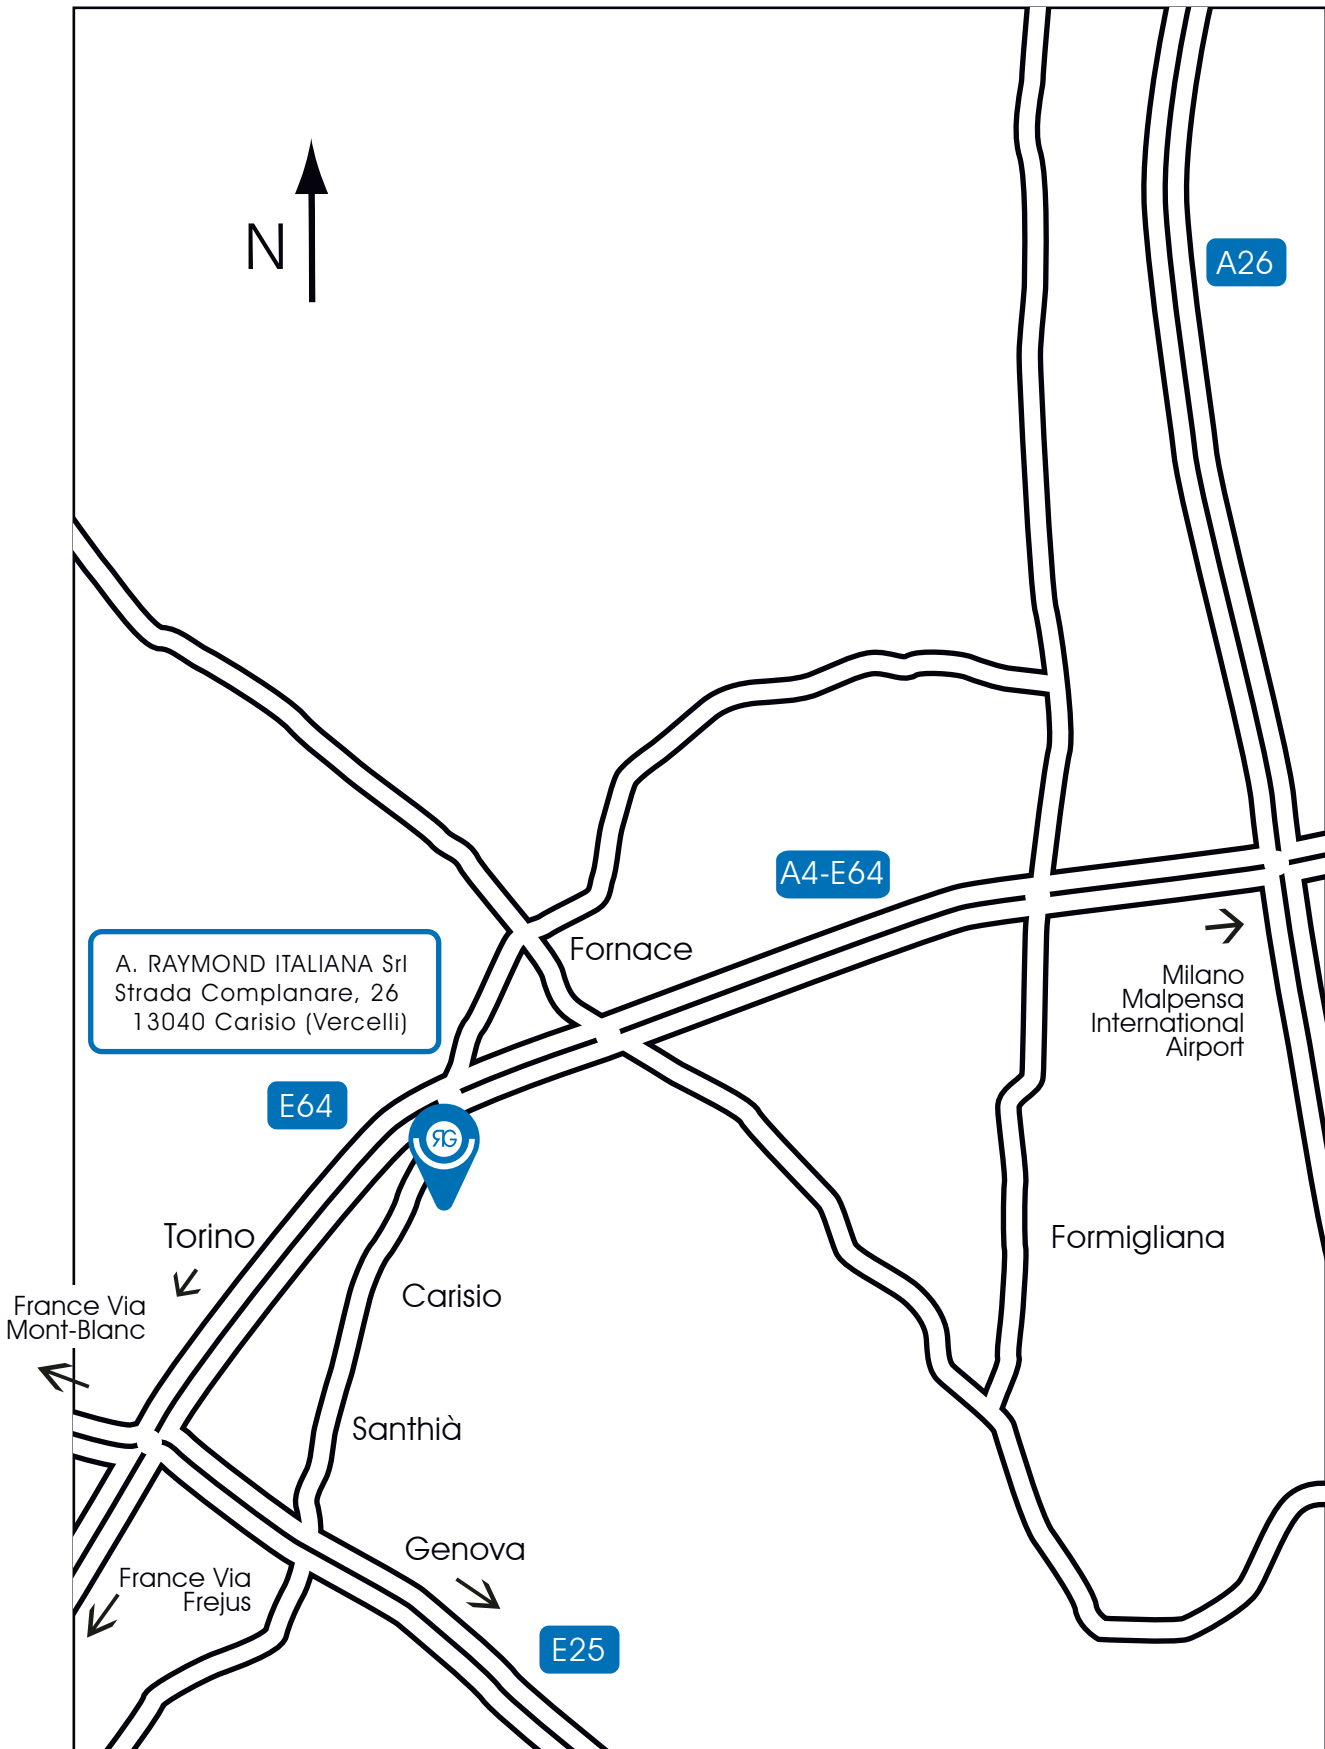 N
A26
A4-E64
Fornace
A. RAYMOND ITALIANA Srl
Strada Complanare, 26
13040 Carisio (Vercelli)
Milano
Malpensa
International
Airport
E64
RG
Torino
Formigliana
Carisio
France Via
Mont-Blanc
Santhià
Genova
France Via
Frejus
E25